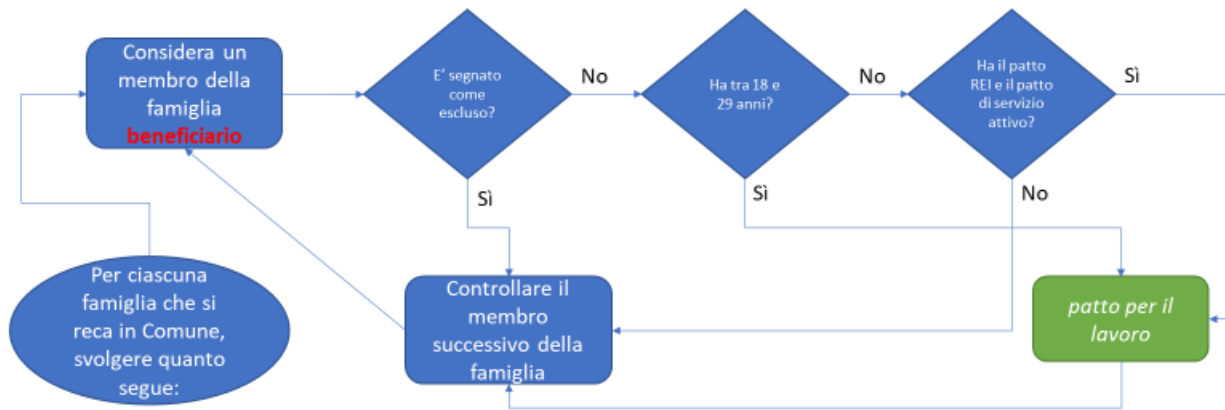 Considera un
membro della
famiglia
beneficiario
E' segnato
come
escluso?
No
Ha tra 18 e
29 anni?
No
Ha il patto
REI e il patto
di servizio
attivo?
Sì
Sì
Sì
No
Per ciascuna
famiglia che si
reca in Comune,
svolgere quanto
segue:
Controllare il
membro
successivo della
famiglia
patto per il
lavoro